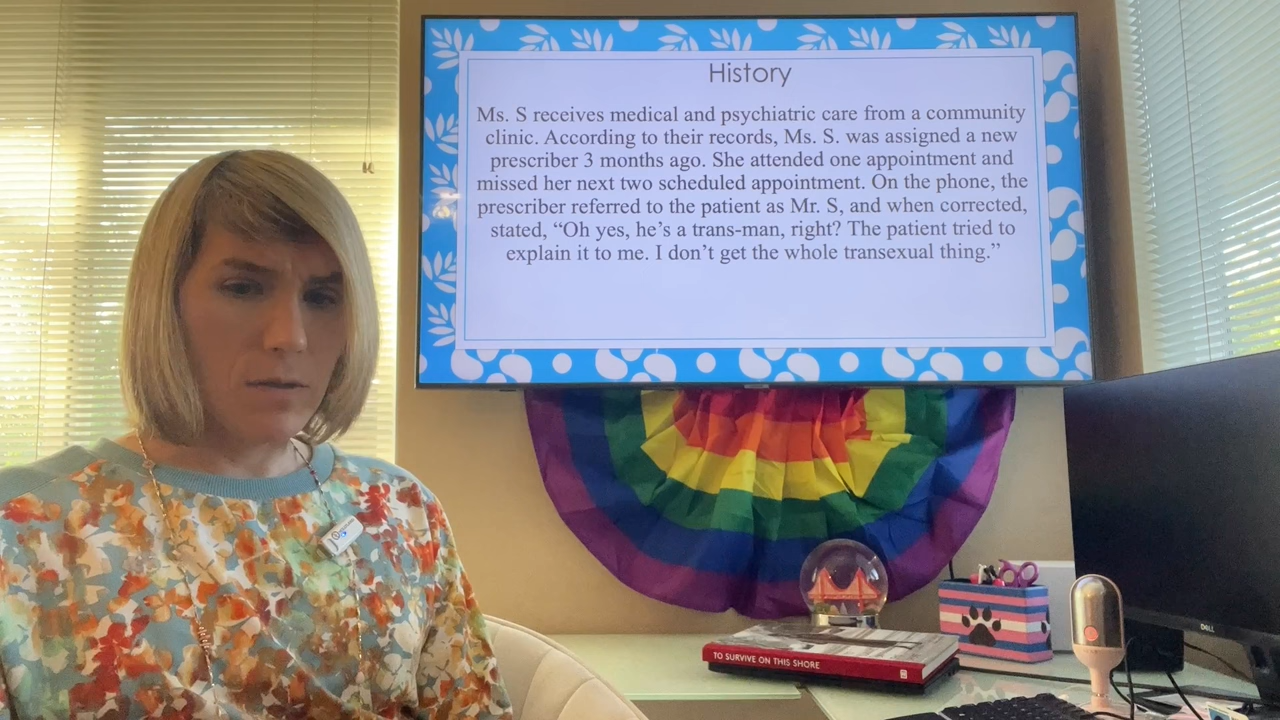 History
Ms. S receives medical and psychiatric care from a community
clinic. According to their records, Ms. S. was assigned a new
prescriber 3 months ago. She attended one appointment and
missed her next two scheduled appointment. On the phone, the
prescriber referred to the patient as Mr. S, and when corrected,
stated, “Oh yes, he’s a trans-man, right? The patient tried to
explain it to me. I don’t get the whole transexual thing.”
TO SURVIVE ON THIS SHORE
DELL